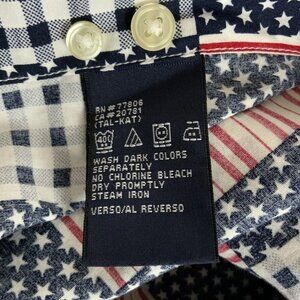 RN#77806
CA#20781
(TAL-KAT)
40
WASH DARK COLORS
SEPARATELY
NO CHLORINE BLEACH
DRY PROMPTLY
STEAM IRON
VERSO/AL REVERSO